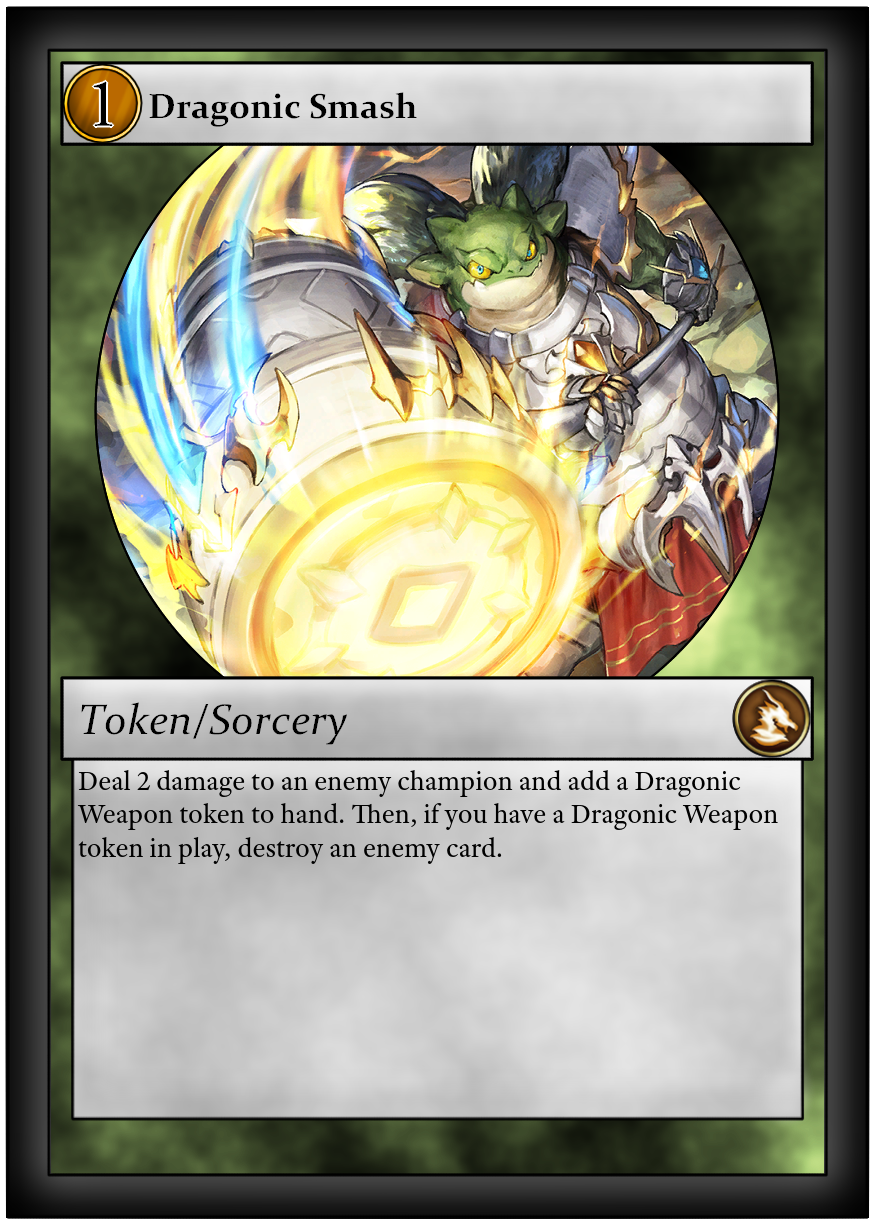 1 Dragonic Smash
Token/Sorcery
Deal 2 damage to an enemy champion and add a Dragonic
Weapon token to hand. Then, if you have a Dragonic Weapon
token in play, destroy an enemy card.